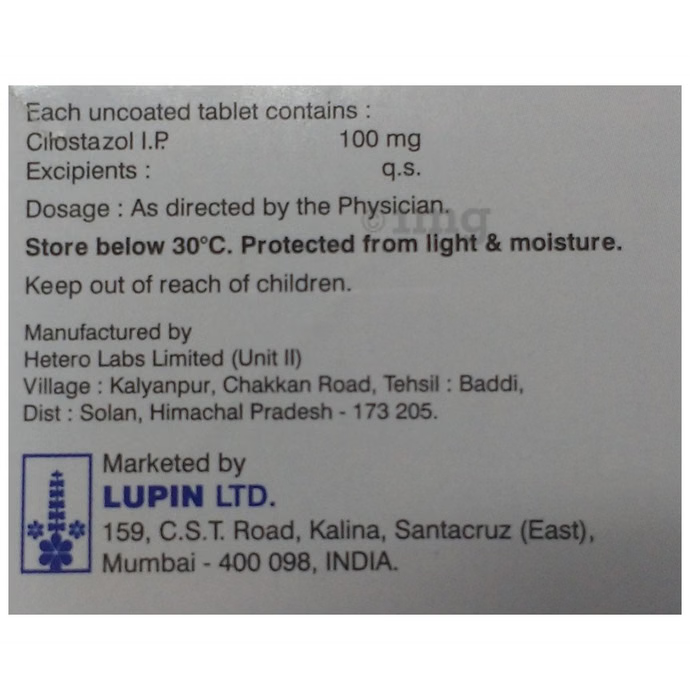 Each uncoated tablet contains :
Cilostazol I.P. 100 mg
Excipients : q.s.
Dosage : As directed by the Physician.
1mg
Store below 30°C. Protected from light & moisture.
Keep out of reach of children.
Manufactured by
Hetero Labs Limited (Unit II)
Village : Kalyanpur, Chakkan Road, Tehsil : Baddi,
Dist : Solan, Himachal Pradesh - 173 205.
Marketed by
LUPIN LTD.
159, C.S.T. Road, Kalina, Santacruz (East),
Mumbai - 400 098, INDIA.